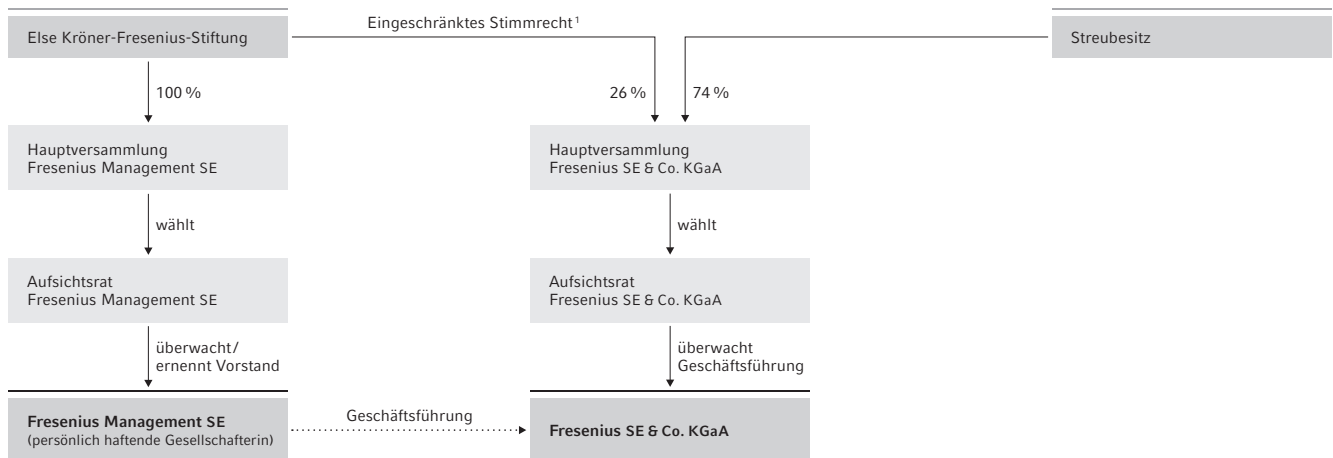 Eingeschränktes Stimmrecht¹
Else Kröner-Fresenius-Stiftung
Streubesitz
100 %
26 %
74 %
Hauptversammlung
Fresenius Management SE
Hauptversammlung
Fresenius SE & Co. KGaA
wählt
wählt
Aufsichtsrat
Fresenius Management SE
Aufsichtsrat
Fresenius SE & Co. KGaA
überwacht/
ernennt Vorstand
überwacht
Geschäftsführung
Fresenius Management SE
(persönlich haftende Gesellschafterin)
Geschäftsführung
Fresenius SE & Co. KGaA